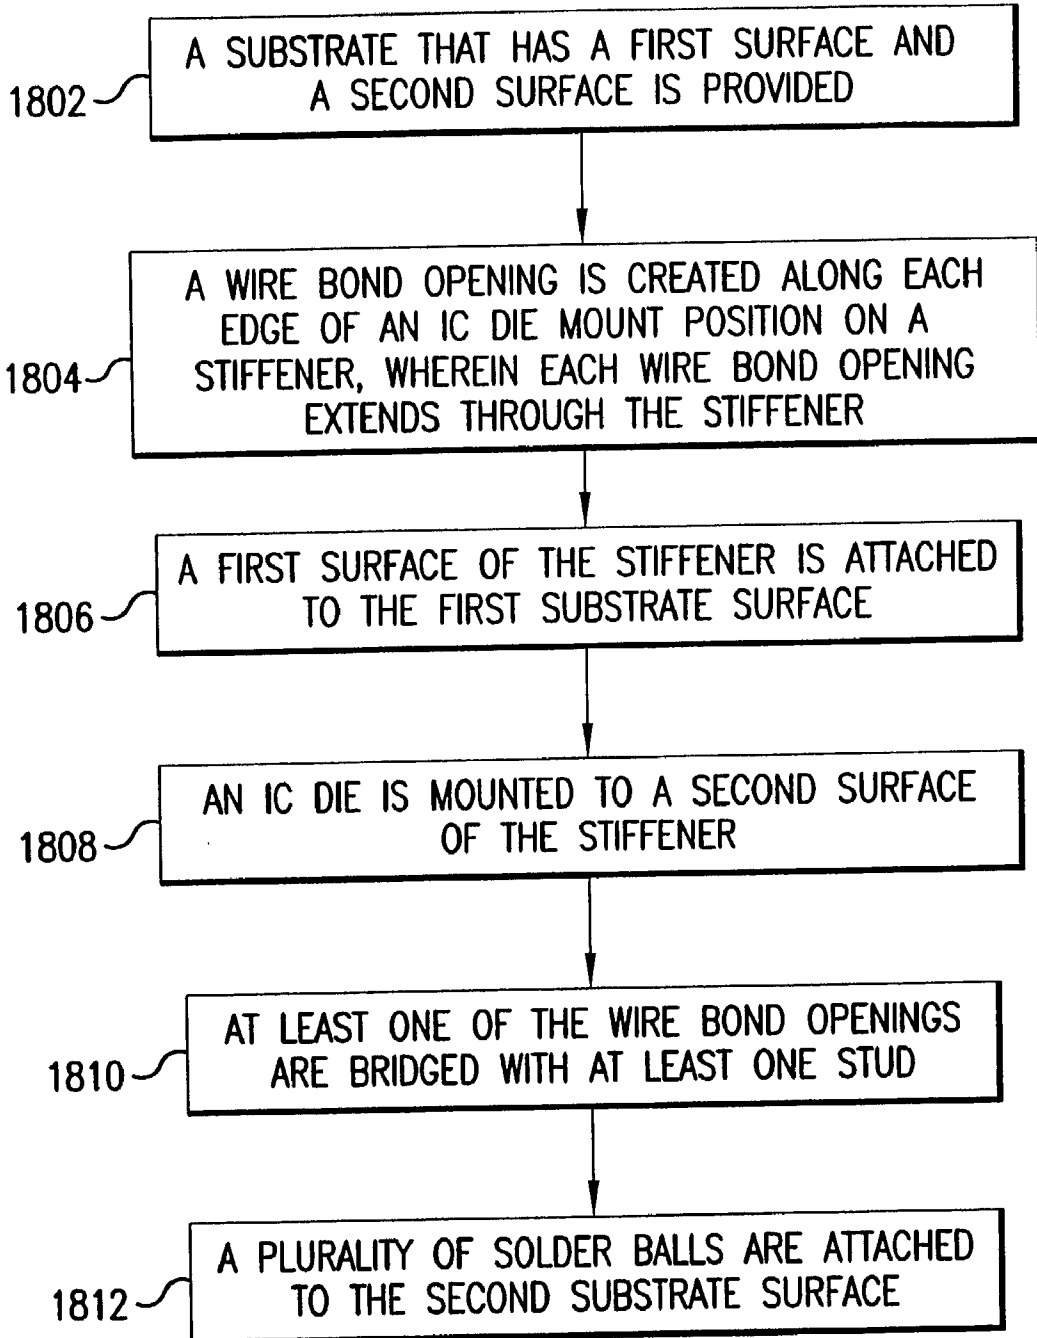 A SUBSTRATE THAT HAS A FIRST SURFACE AND
A SECOND SURFACE IS PROVIDED
1802
A WIRE BOND OPENING IS CREATED ALONG EACH
EDGE OF AN IC DIE MOUNT POSITION ON A
STIFFENER, WHEREIN EACH WIRE BOND OPENING
EXTENDS THROUGH THE STIFFENER
1804
A FIRST SURFACE OF THE STIFFENER IS ATTACHED
TO THE FIRST SUBSTRATE SURFACE
1806
AN IC DIE IS MOUNTED TO A SECOND SURFACE
OF THE STIFFENER
1808
AT LEAST ONE OF THE WIRE BOND OPENINGS
ARE BRIDGED WITH AT LEAST ONE STUD
1810
A PLURALITY OF SOLDER BALLS ARE ATTACHED
TO THE SECOND SUBSTRATE SURFACE
1812